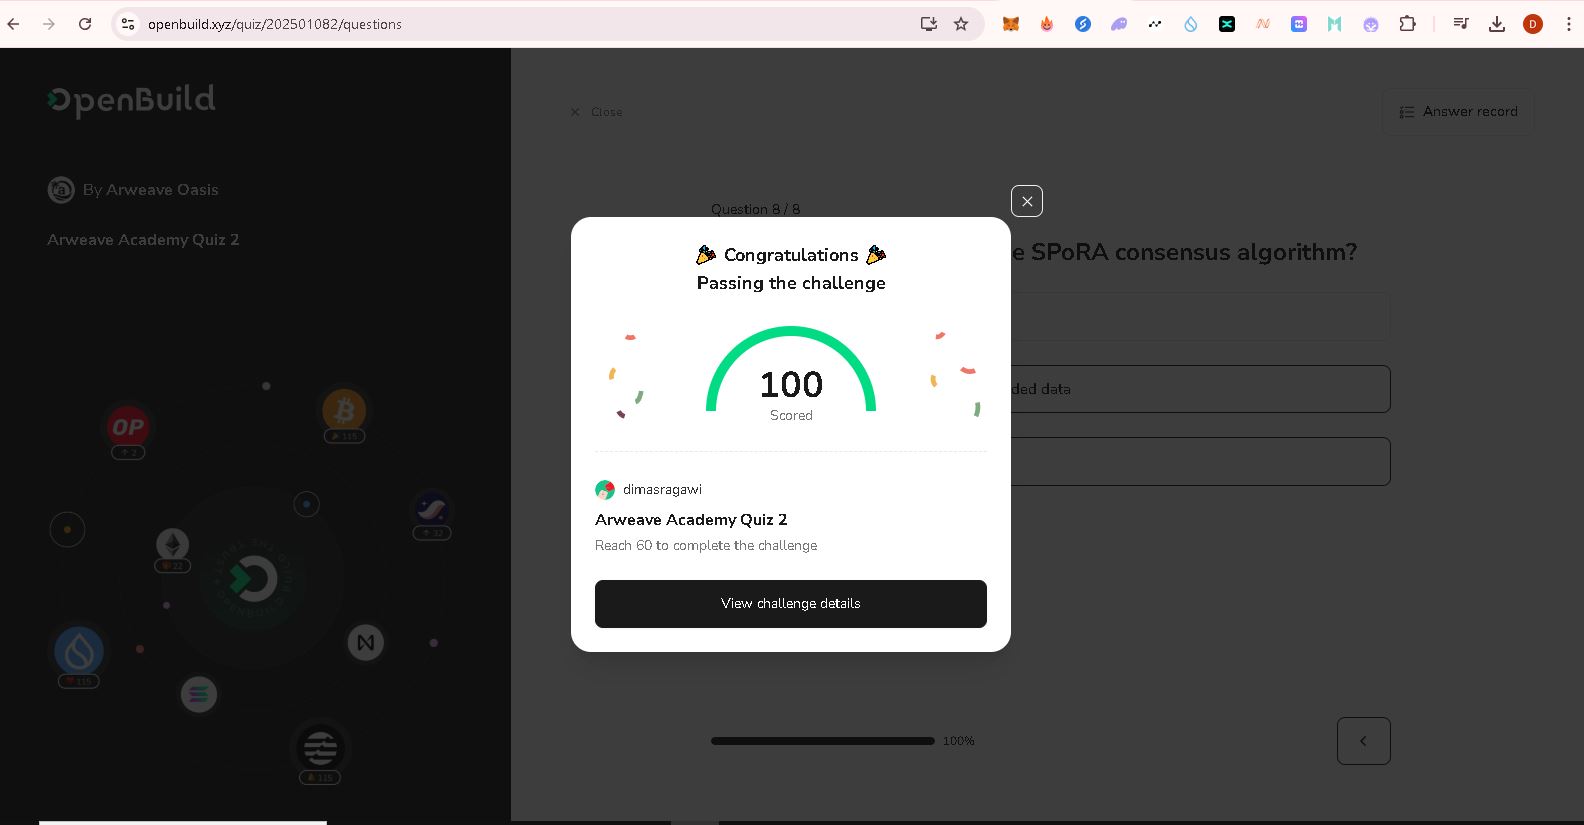 openbuild.xyz/quiz/202501082/questions
D
OpenBuild
Close
Answer record
By Arweave Oasis
Arweave Academy Quiz 2
Question 8 / 8
e SPoRA consensus algorithm?
ded data
🎉 Congratulations 🎉
Passing the challenge
100
Scored
dimasragawi
Arweave Academy Quiz 2
Reach 60 to complete the challenge
View challenge details
100%
OP
2
115
32
22
115
115